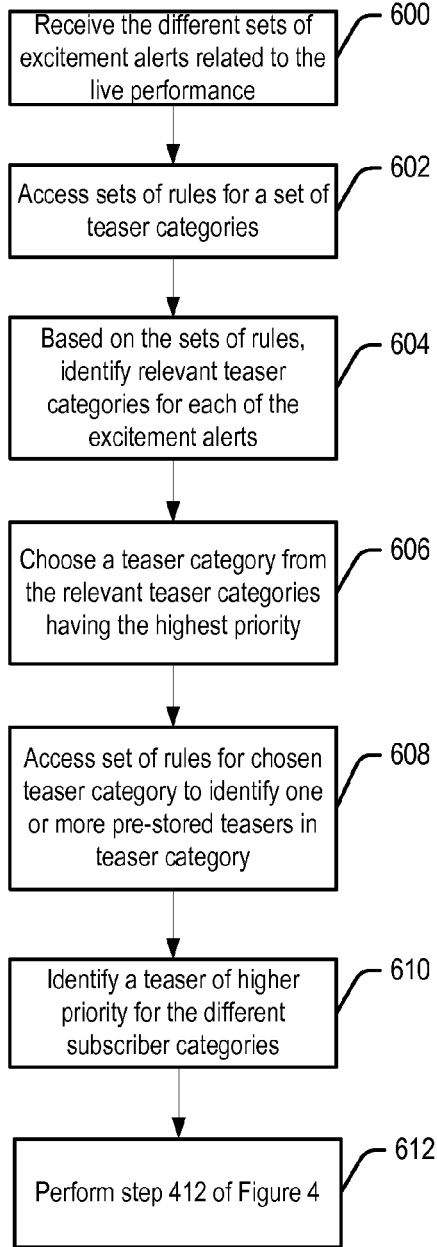 Receive the different sets of
excitement alerts related to the
live performance
600
Access sets of rules for a set of
teaser categories
602
Based on the sets of rules,
identify relevant teaser
categories for each of the
excitement alerts
604
Choose a teaser category from
the relevant teaser categories
having the highest priority
606
Access set of rules for chosen
teaser category to identify one
or more pre-stored teasers in
teaser category
608
Identify a teaser of higher
priority for the different
subscriber categories
610
Perform step 412 of Figure 4
612